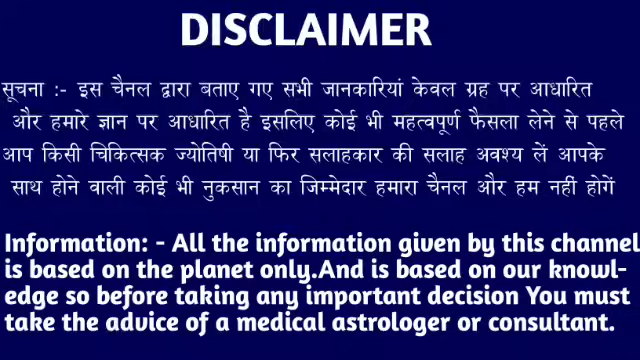 DISCLAIMER
सूचना :- इस चैनल द्वारा बताए गए सभी जानकारियां केवल ग्रह पर आधारित
और हमारे ज्ञान पर आधारित है इसलिए कोई भी महत्वपूर्ण फैसला लेने से पहले
आप किसी चिकित्सक ज्योतिषी या फिर सलाहकार की सलाह अवश्य लें आपके
साथ होने वाली कोई भी नुकसान का जिम्मेदार हमारा चैनल और हम नहीं होगें
Information: - All the information given by this channel
is based on the planet only.And is based on our knowl-
edge so before taking any important decision You must
take the advice of a medical astrologer or consultant.